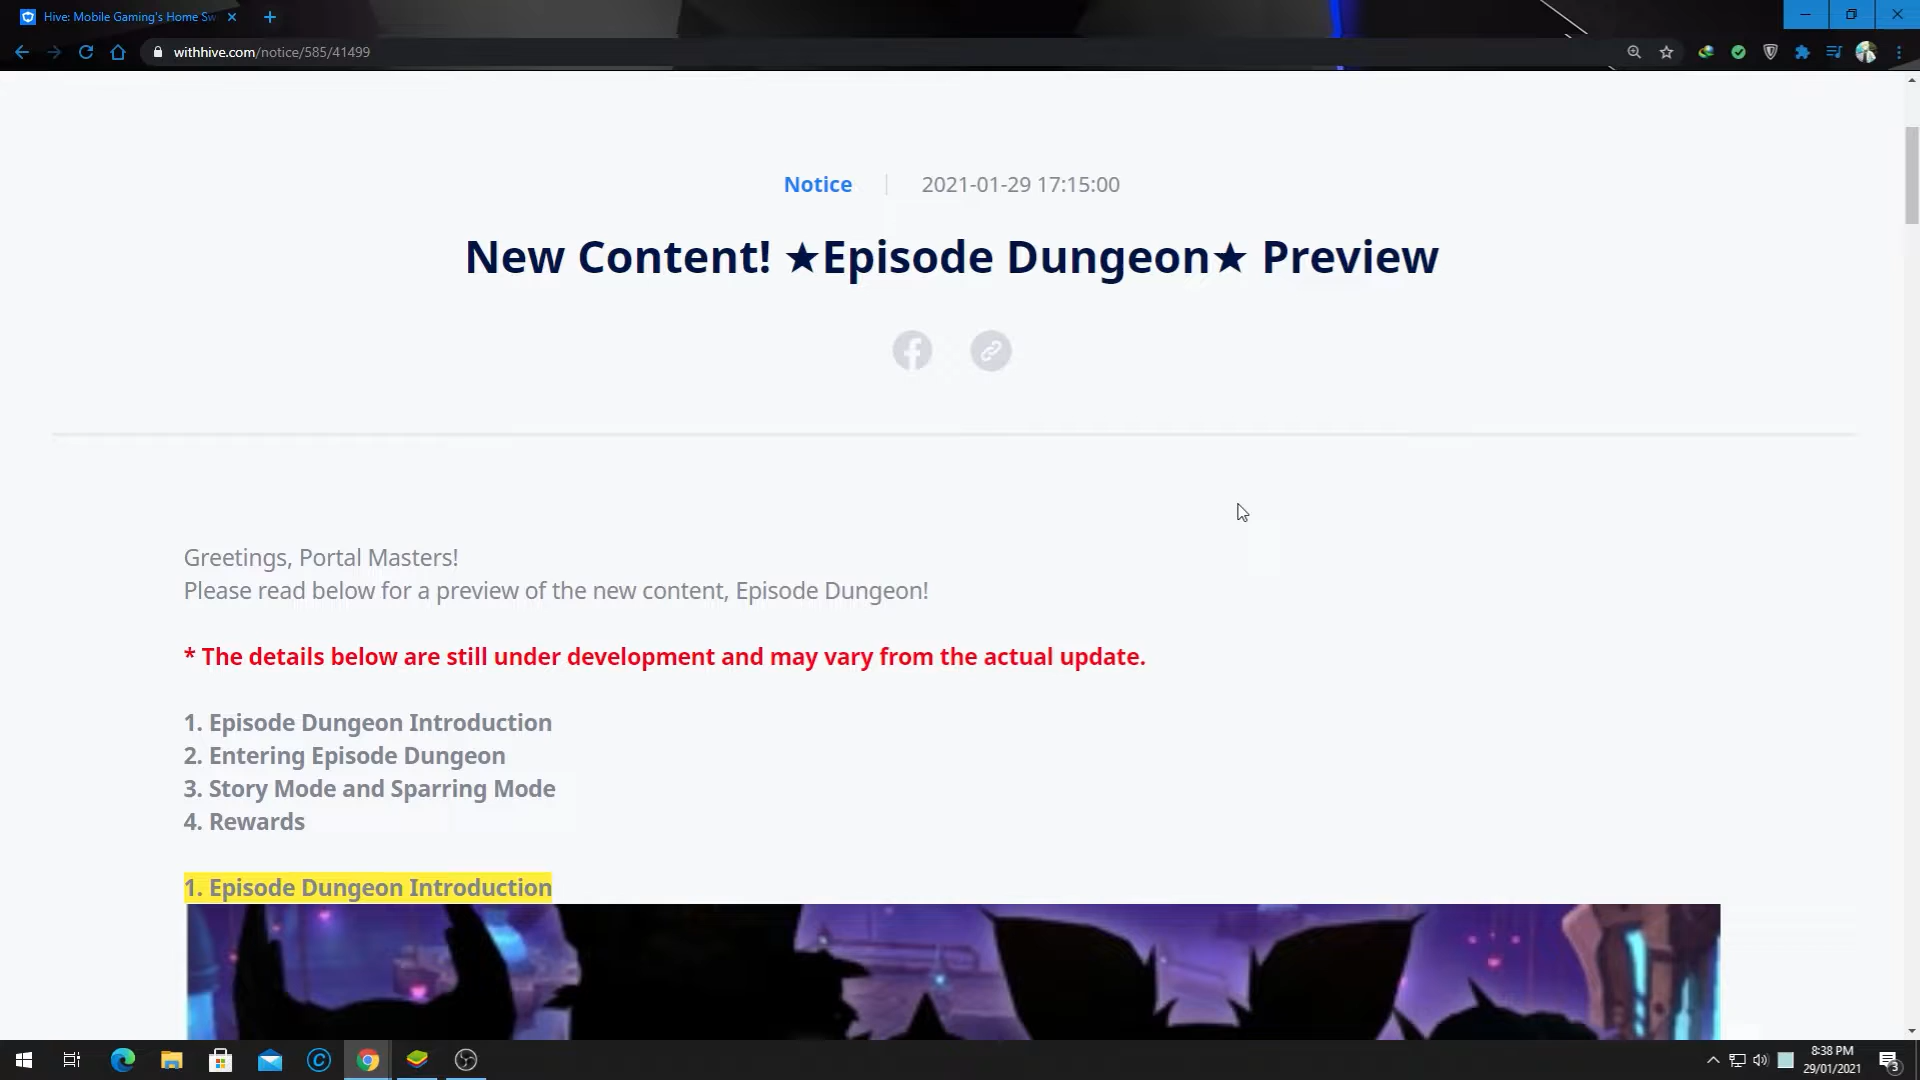 Hive: Mobile Gaming's Home Sw
withhive.com/notice/585/41499
Notice
2021-01-29 17:15:00
New Content! ★Episode Dungeon★ Preview
Greetings, Portal Masters!
Please read below for a preview of the new content, Episode Dungeon!
* The details below are still under development and may vary from the actual update.
1. Episode Dungeon Introduction
2. Entering Episode Dungeon
3. Story Mode and Sparring Mode
4. Rewards
1. Episode Dungeon Introduction
8:38 PM
29/01/2021
3